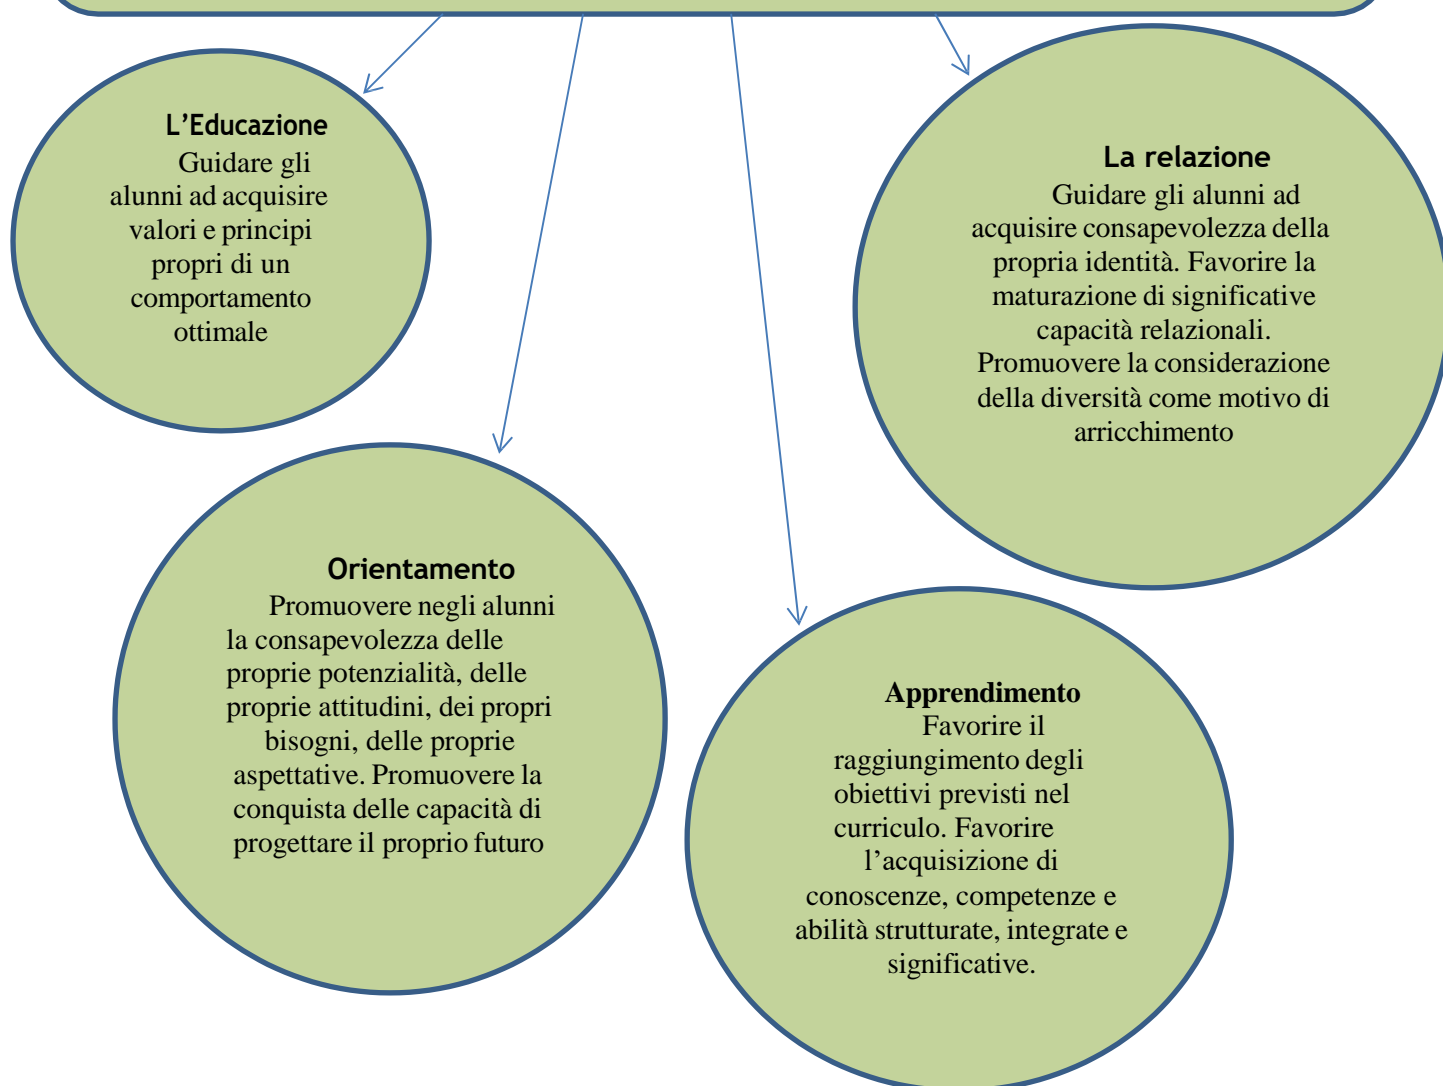 L’Educazione
Guidare gli
alunni ad acquisire
valori e principi
propri di un
comportamento
ottimale
La relazione
Guidare gli alunni ad
acquisire consapevolezza della
propria identità. Favorire la
maturazione di significative
capacità relazionali.
Promuovere la considerazione
della diversità come motivo di
arricchimento
Orientamento
Promuovere negli alunni
la consapevolezza delle
proprie potenzialità, delle
proprie attitudini, dei propri
bisogni, delle proprie
aspettative. Promuovere la
conquista delle capacità di
progettare il proprio futuro
Apprendimento
Favorire il
raggiungimento degli
obiettivi previsti nel
curriculo. Favorire
l’acquisizione di
conoscenze, competenze e
abilità strutturate, integrate e
significative.